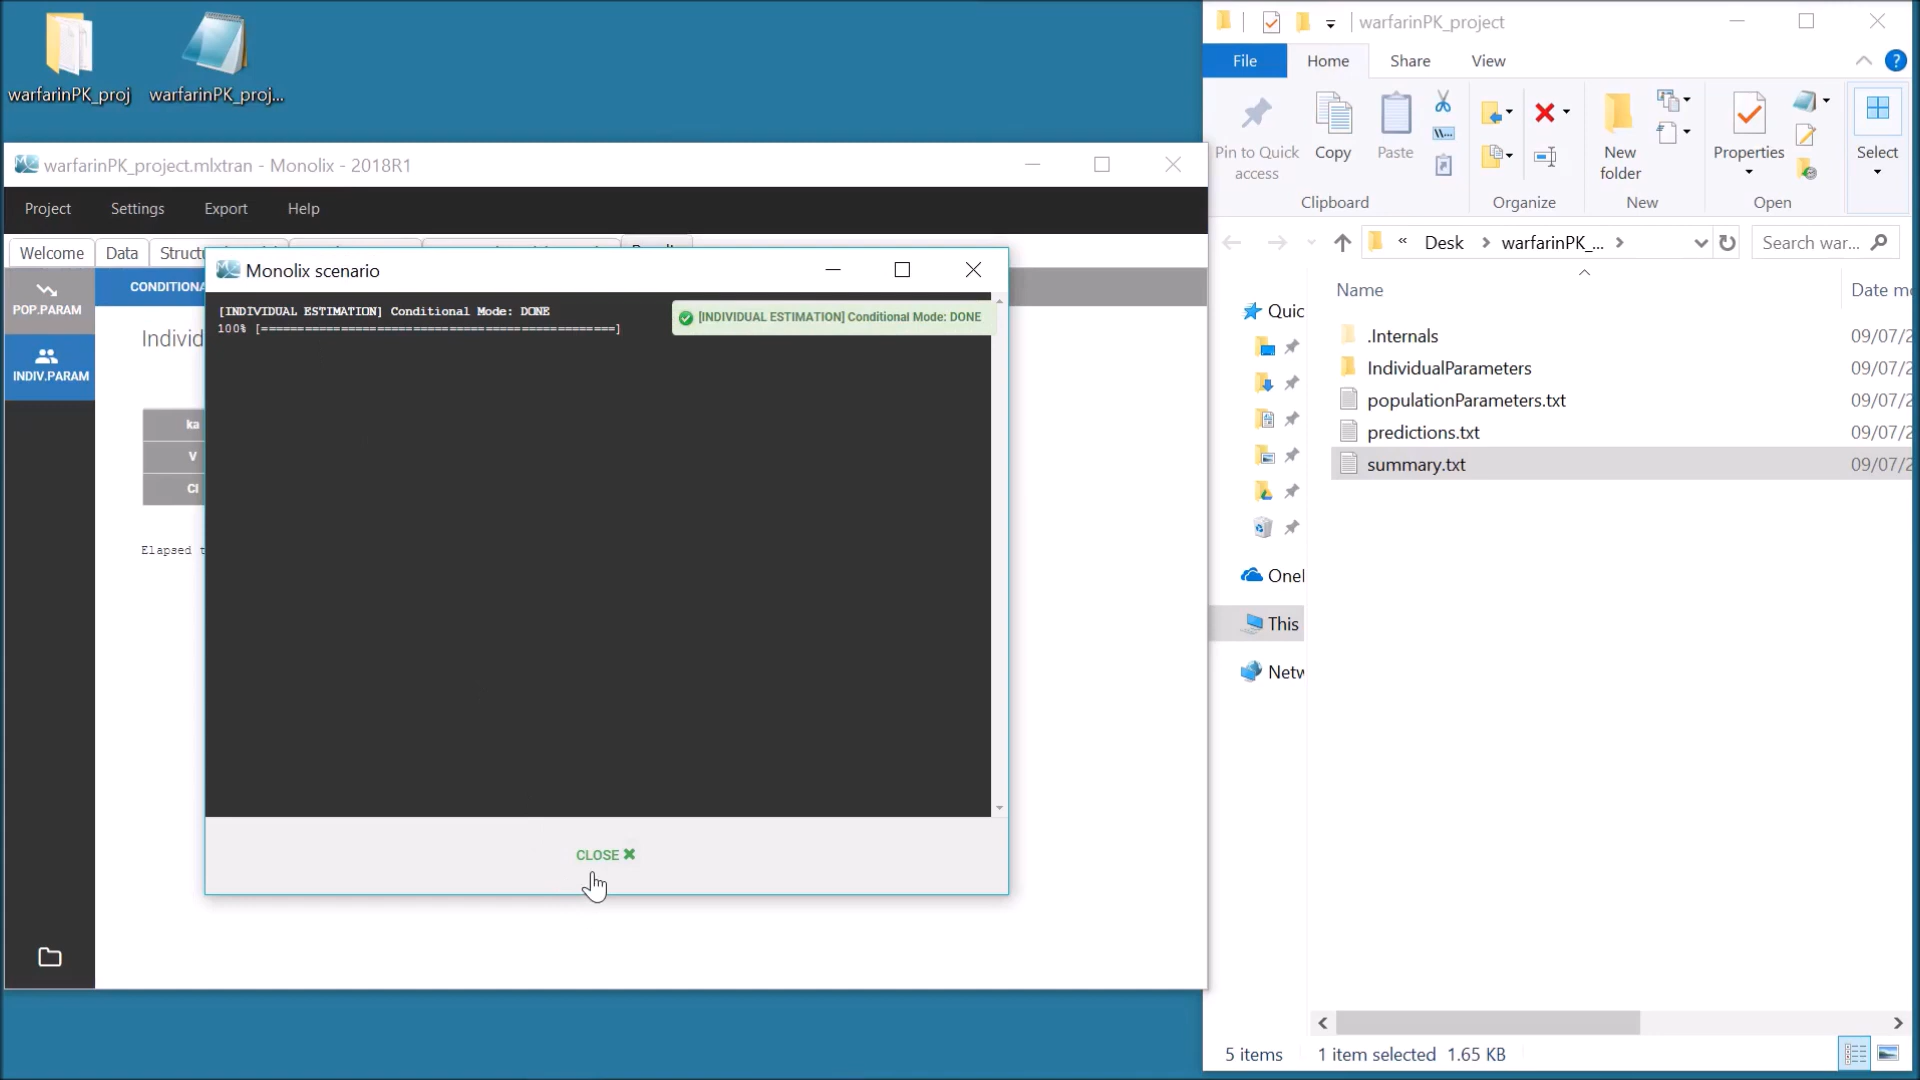 warfarinPK_proj
warfarinPK_proj...
warfarinPK_project.mlxtran - Monolix - 2018R1
Project
Settings
Export
Help
Welcome
Data
POP.PARAM
INDIV.PARAM
CONDITIONA
Individ
ka
V
Cl
Elapsed t
Monolix scenario
[INDIVIDUAL ESTIMATION] Conditional Mode: DONE
100% [================================================]
[INDIVIDUAL ESTIMATION] Conditional Mode: DONE
CLOSE
warfarinPK_project
File
Home
Share
View
Pin to Quick
access
Copy
Paste
Clipboard
Organize
New
folder
New
Properties
Open
Select
« Desk > warfarinPK_... >
Search war...
Name
Date mo
Quic
OneI
This
Netw
.Internals
09/07/2
IndividualParameters
09/07/2
populationParameters.txt
09/07/2
predictions.txt
09/07/2
summary.txt
09/07/2
5 items
1 item selected 1.65 KB